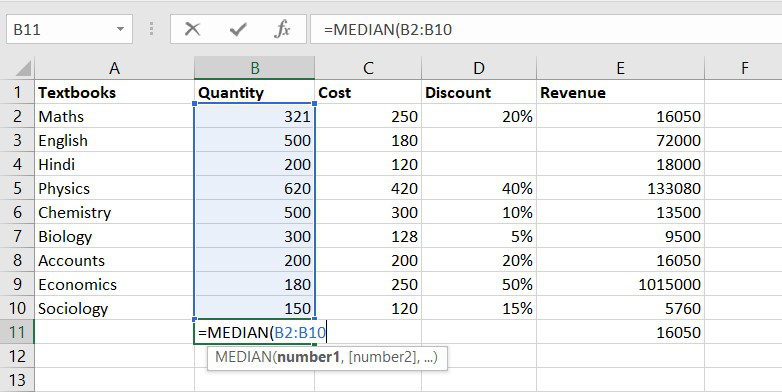 B11 fx =MEDIAN(B2:B10
A B C D E F
1 Textbooks Quantity Cost Discount Revenue
2 Maths 321 250 20% 16050
3 English 500 180 72000
4 Hindi 200 120 18000
5 Physics 620 420 40% 133080
6 Chemistry 500 300 10% 13500
7 Biology 300 128 5% 9500
8 Accounts 200 200 20% 16050
9 Economics 180 250 50% 1015000
10 Sociology 150 120 15% 5760
11 =MEDIAN(B2:B10 16050
12 MEDIAN(number1, [number2], ...)
13